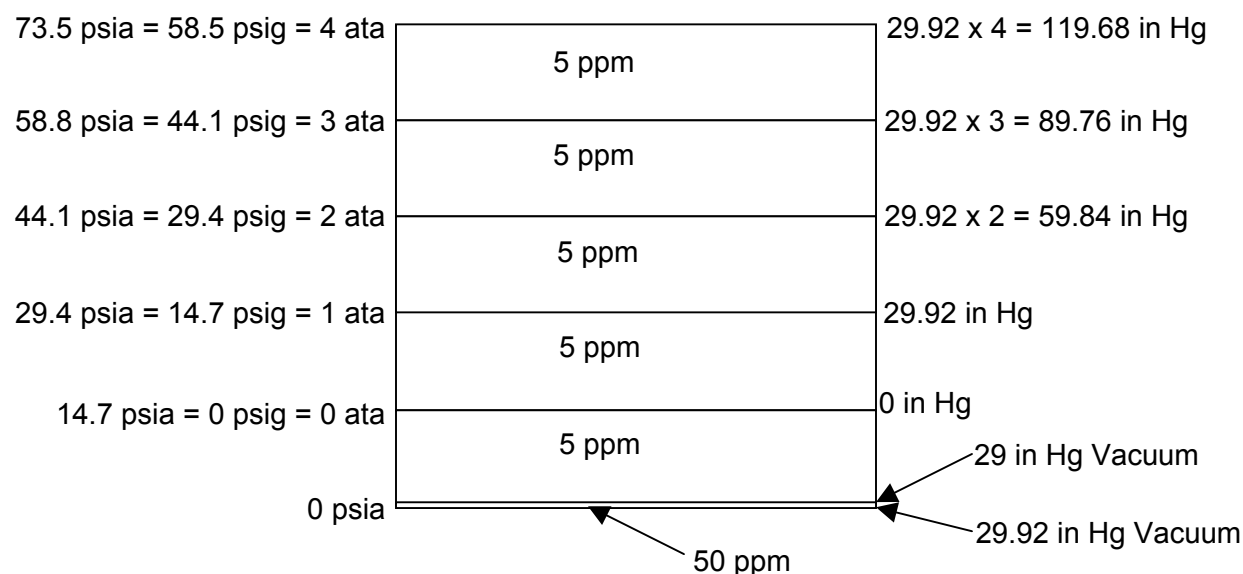 73.5 psia = 58.5 psig = 4 ata
29.92 x 4 = 119.68 in Hg
5 ppm
58.8 psia = 44.1 psig = 3 ata
29.92 x 3 = 89.76 in Hg
5 ppm
44.1 psia = 29.4 psig = 2 ata
29.92 x 2 = 59.84 in Hg
5 ppm
29.4 psia = 14.7 psig = 1 ata
29.92 in Hg
5 ppm
14.7 psia = 0 psig = 0 ata
0 in Hg
5 ppm
29 in Hg Vacuum
0 psia
29.92 in Hg Vacuum
50 ppm